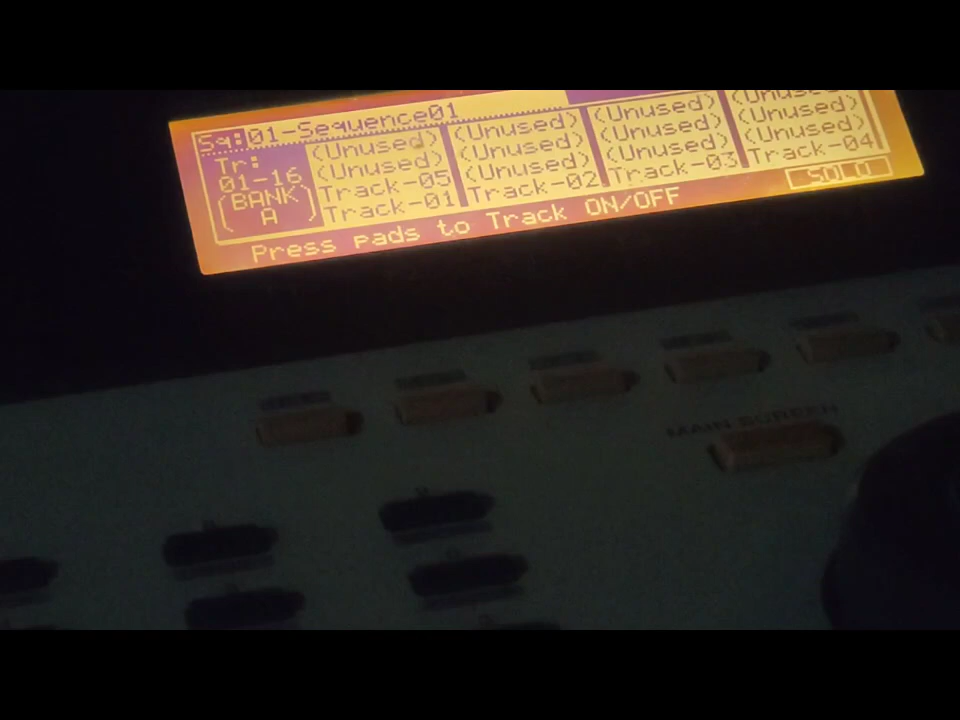 Sq:01-Sequence01
Tr:
01-16
(BANK A)
(Unused) (Unused) (Unused) (Unused)
(Unused) (Unused) (Unused) (Unused)
Track-05 (Unused) (Unused) (Unused)
Track-01 Track-02 Track-03 Track-04
Press pads to Track ON/OFF
SOLO
MAIN SCREEN